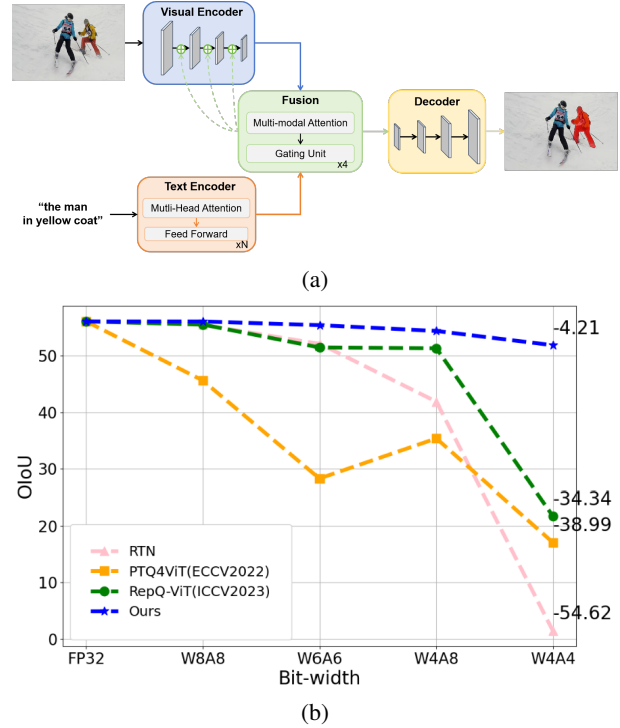 Visual Encoder
Fusion
Multi-modal Attention
Gating Unit
x4
Decoder
Text Encoder
Mutli-Head Attention
Feed Forward
xN
“the man
in yellow coat”
(a)
OIoU
50
40
30
20
10
0
-4.21
-34.34
-38.99
-54.62
RTN
PTQ4ViT(ECCV2022)
RepQ-ViT(ICCV2023)
Ours
FP32 W8A8 W6A6 W4A8 W4A4
Bit-width
(b)